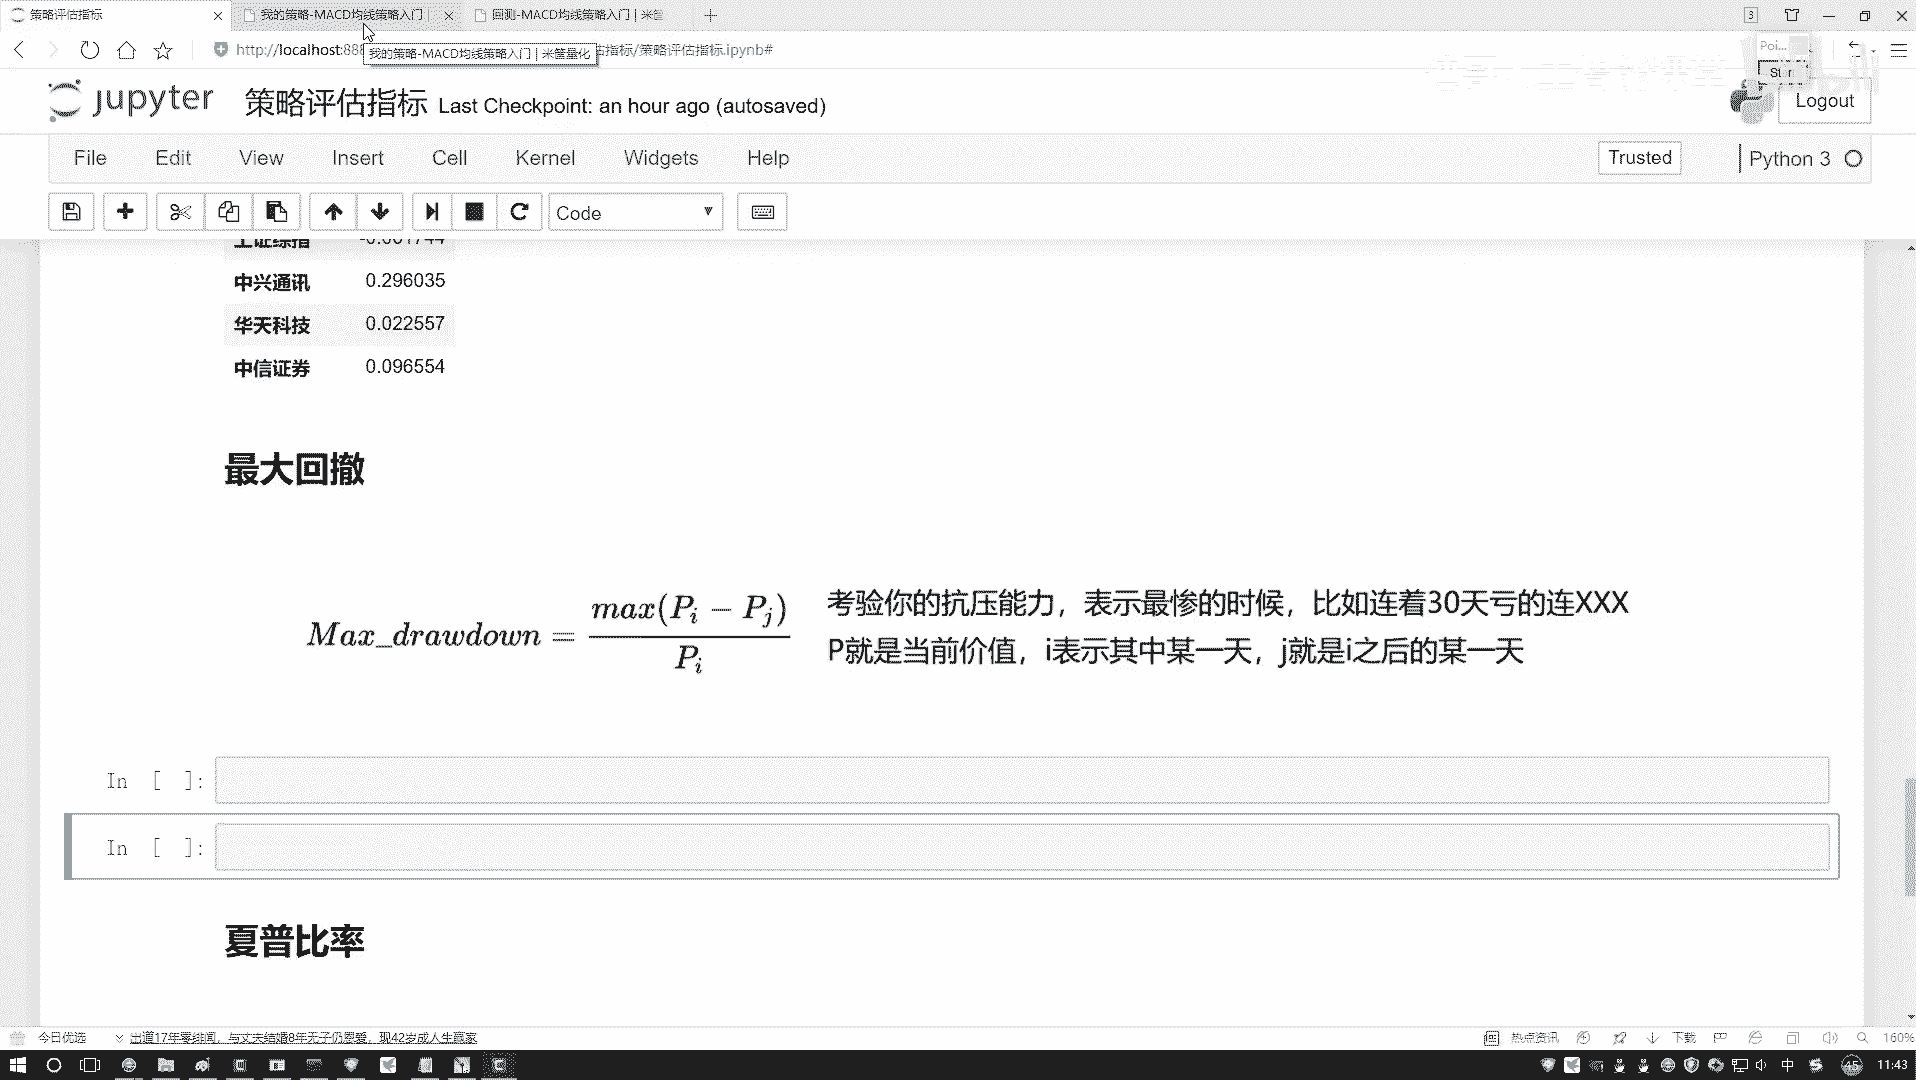 策略评估指标
我的策略-MACD均线策略入门 |
回测-MACD均线策略入门 | 米筐
3
http://localhost:888
我的策略-MACD均线策略入门 | 米筐量化
估指标/策略评估指标.ipynb#
Poi...
jupyter
策略评估指标
Last Checkpoint: an hour ago (autosaved)
Logout
File
Edit
View
Insert
Cell
Kernel
Widgets
Help
Trusted
Python 3
Code
上证综指 -0.001744
中兴通讯 0.296035
华天科技 0.022557
中信证券 0.096554
最大回撤
Max_drawdown = max(P_i − P_j) / P_i
考验你的抗压能力，表示最惨的时候，比如连着30天亏的连XXX
P就是当前价值，i表示其中某一天，j就是i之后的某一天
In [ ]:
In [ ]:
夏普比率
今日优选
出道17年零绯闻，与丈夫结婚8年无子仍恩爱，现42岁成人生赢家
热点资讯
下载
160%
中
45
11:43